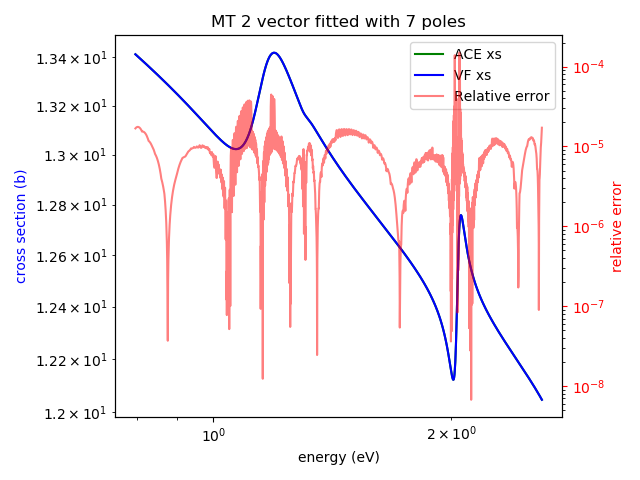 MT 2 vector fitted with 7 poles
ACE xs
VF xs
Relative error
cross section (b)
1.34 × 10¹
1.32 × 10¹
1.3 × 10¹
1.28 × 10¹
1.26 × 10¹
1.24 × 10¹
1.22 × 10¹
1.2 × 10¹
10⁻⁴
10⁻⁵
10⁻⁶
10⁻⁷
10⁻⁸
relative error
10⁰
2 × 10⁰
energy (eV)